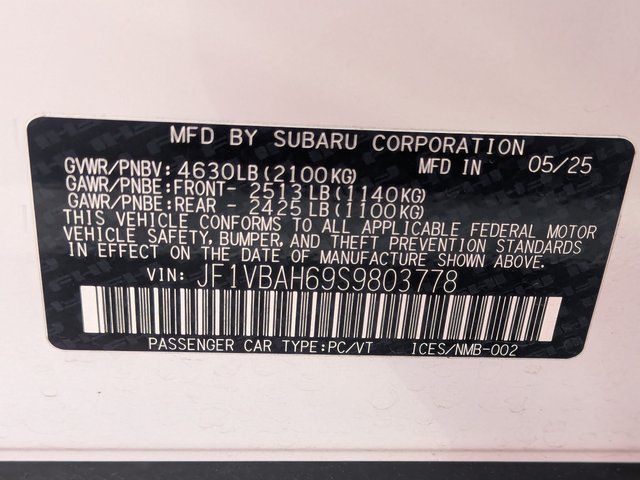 MFD BY SUBARU CORPORATION
GVWR/PNBV: 4630LB(2100KG) MFD IN 05/25
GAWR/PNBE:FRONT- 2513LB(1140KG)
GAWR/PNBE:REAR - 2425LB(1100KG)
THIS VEHICLE CONFORMS TO ALL APPLICABLE FEDERAL MOTOR
VEHICLE SAFETY, BUMPER, AND THEFT PREVENTION STANDARDS
IN EFFECT ON THE DATE OF MANUFACTURE SHOWN ABOVE.
VIN: JF1VBAH69S9803778
PASSENGER CAR TYPE:PC/VT ICES/NMB-002